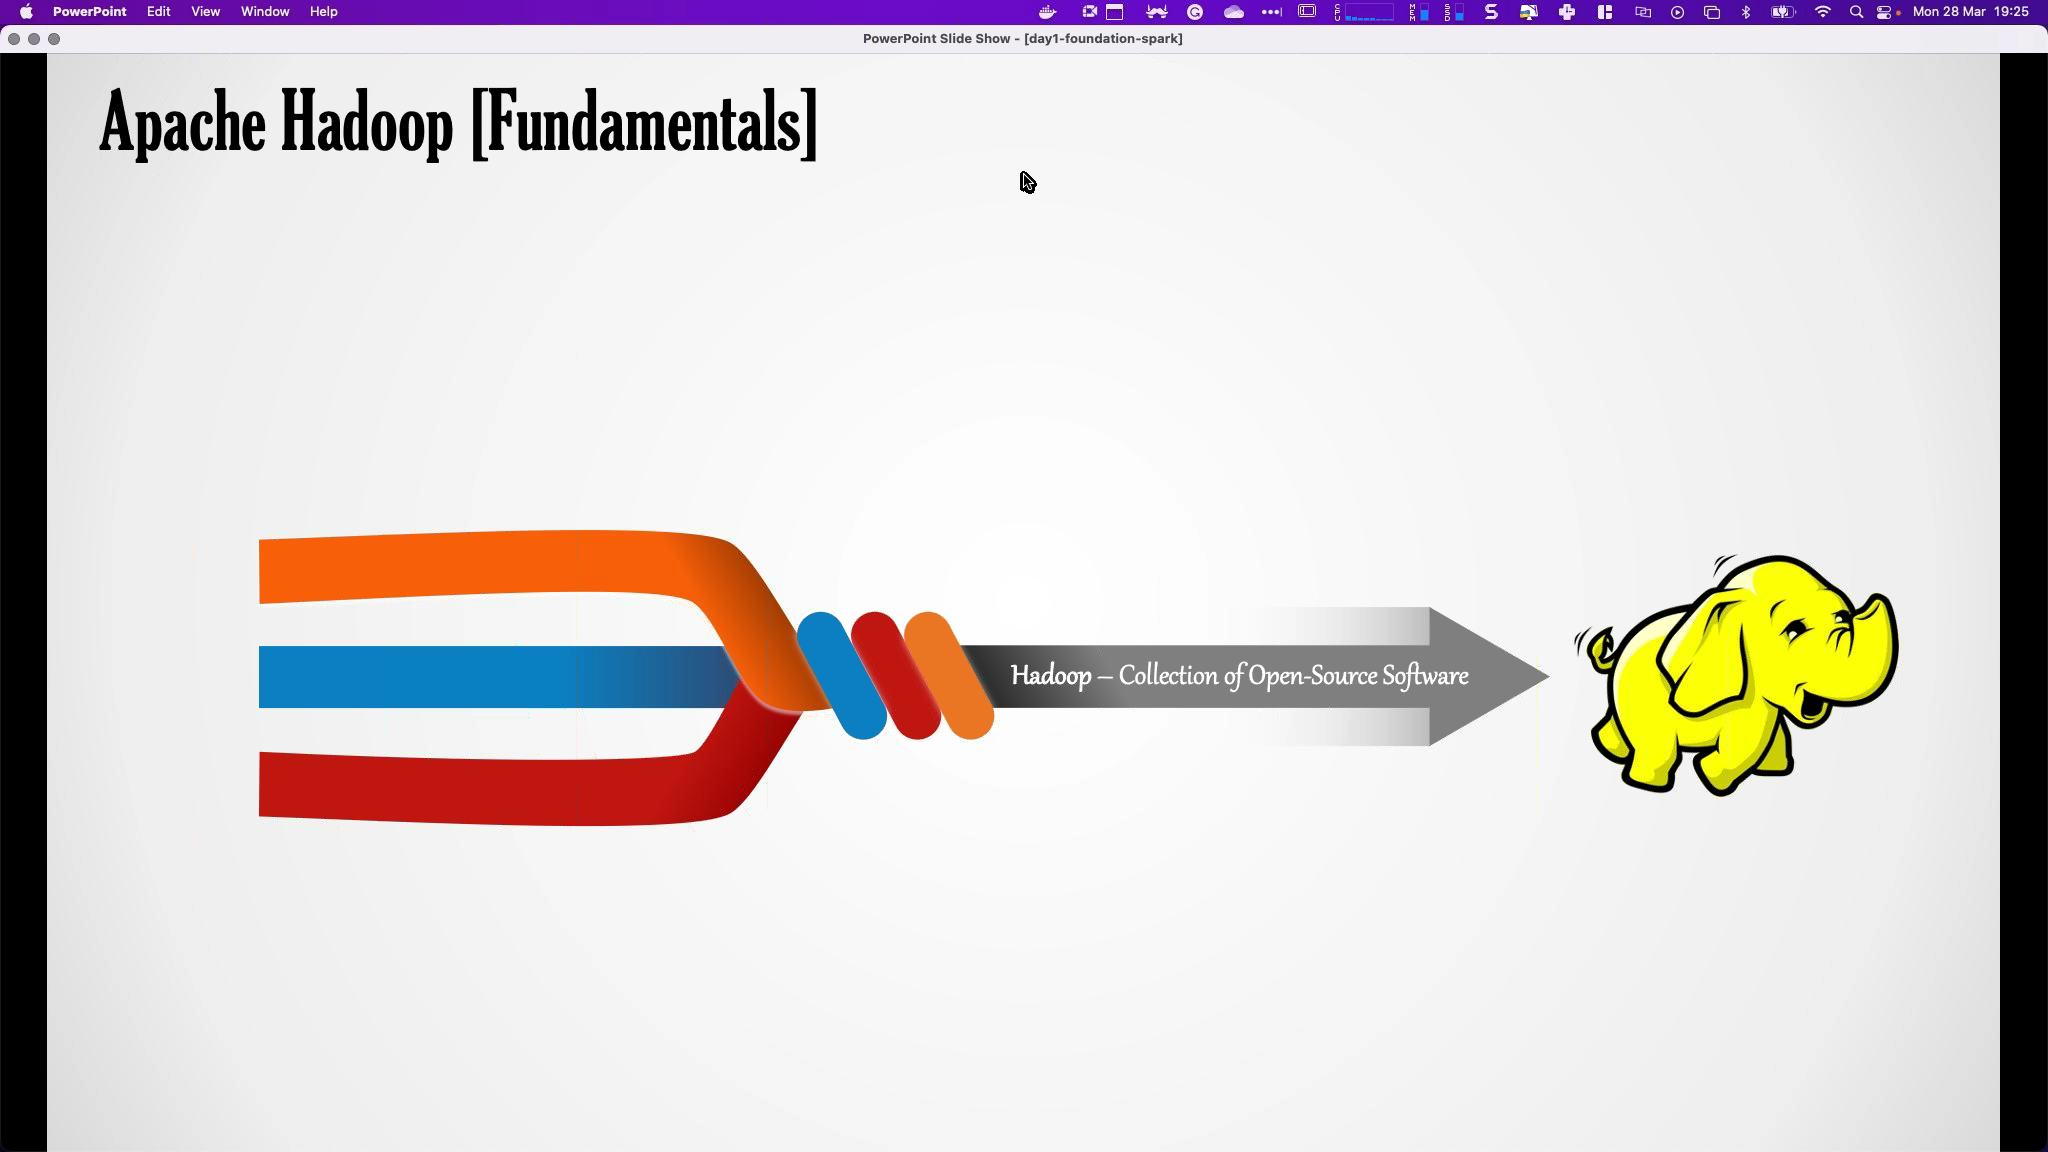 PowerPoint Edit View Window Help Mon 28 Mar 19:25
PowerPoint Slide Show - [day1-foundation-spark]
Apache Hadoop [Fundamentals]
Hadoop – Collection of Open-Source Software